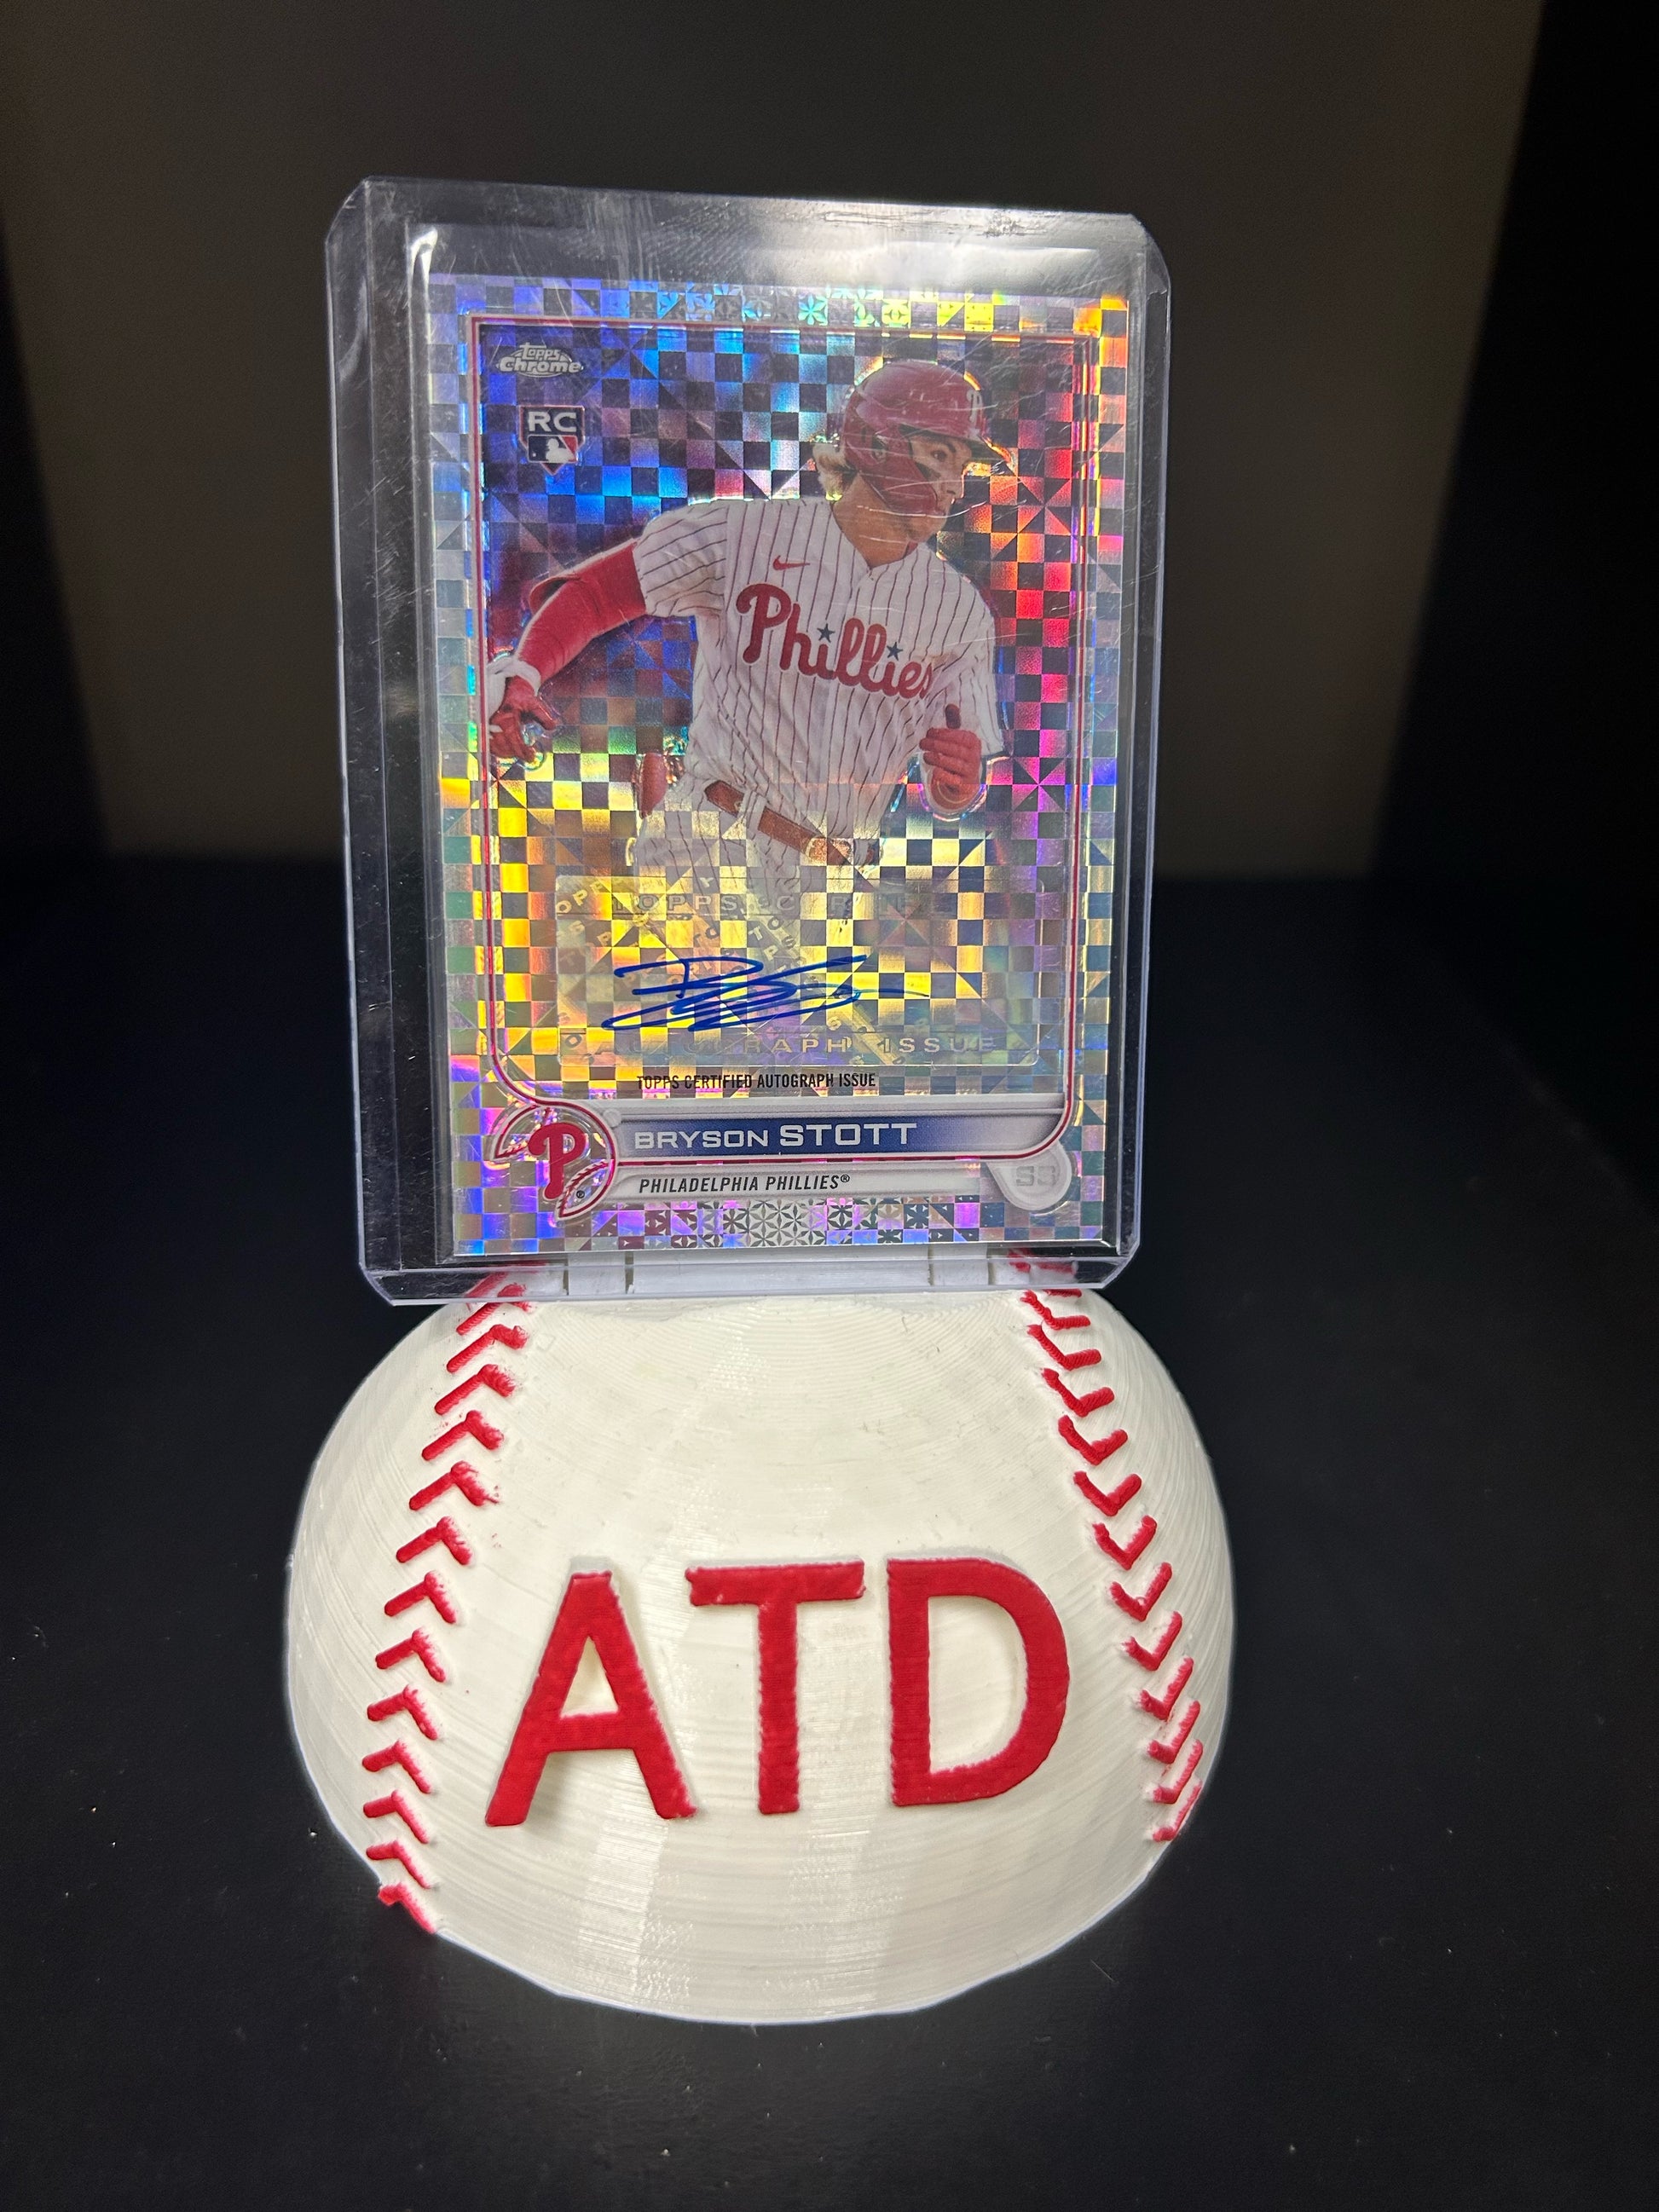 Topps
Chrome
RC
Phillies
TOPPS CERTIFIED AUTOGRAPH ISSUE
BRYSON STOTT
P
PHILADELPHIA PHILLIES®
SS
ATD